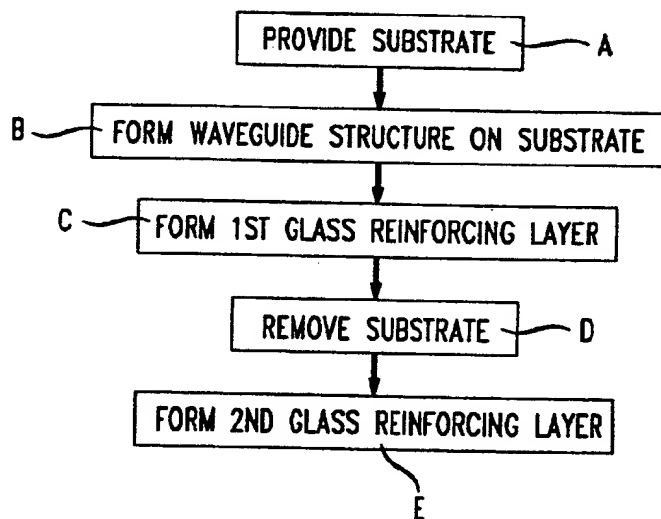 PROVIDE SUBSTRATE A
B FORM WAVEGUIDE STRUCTURE ON SUBSTRATE
C FORM 1ST GLASS REINFORCING LAYER
REMOVE SUBSTRATE D
FORM 2ND GLASS REINFORCING LAYER
E